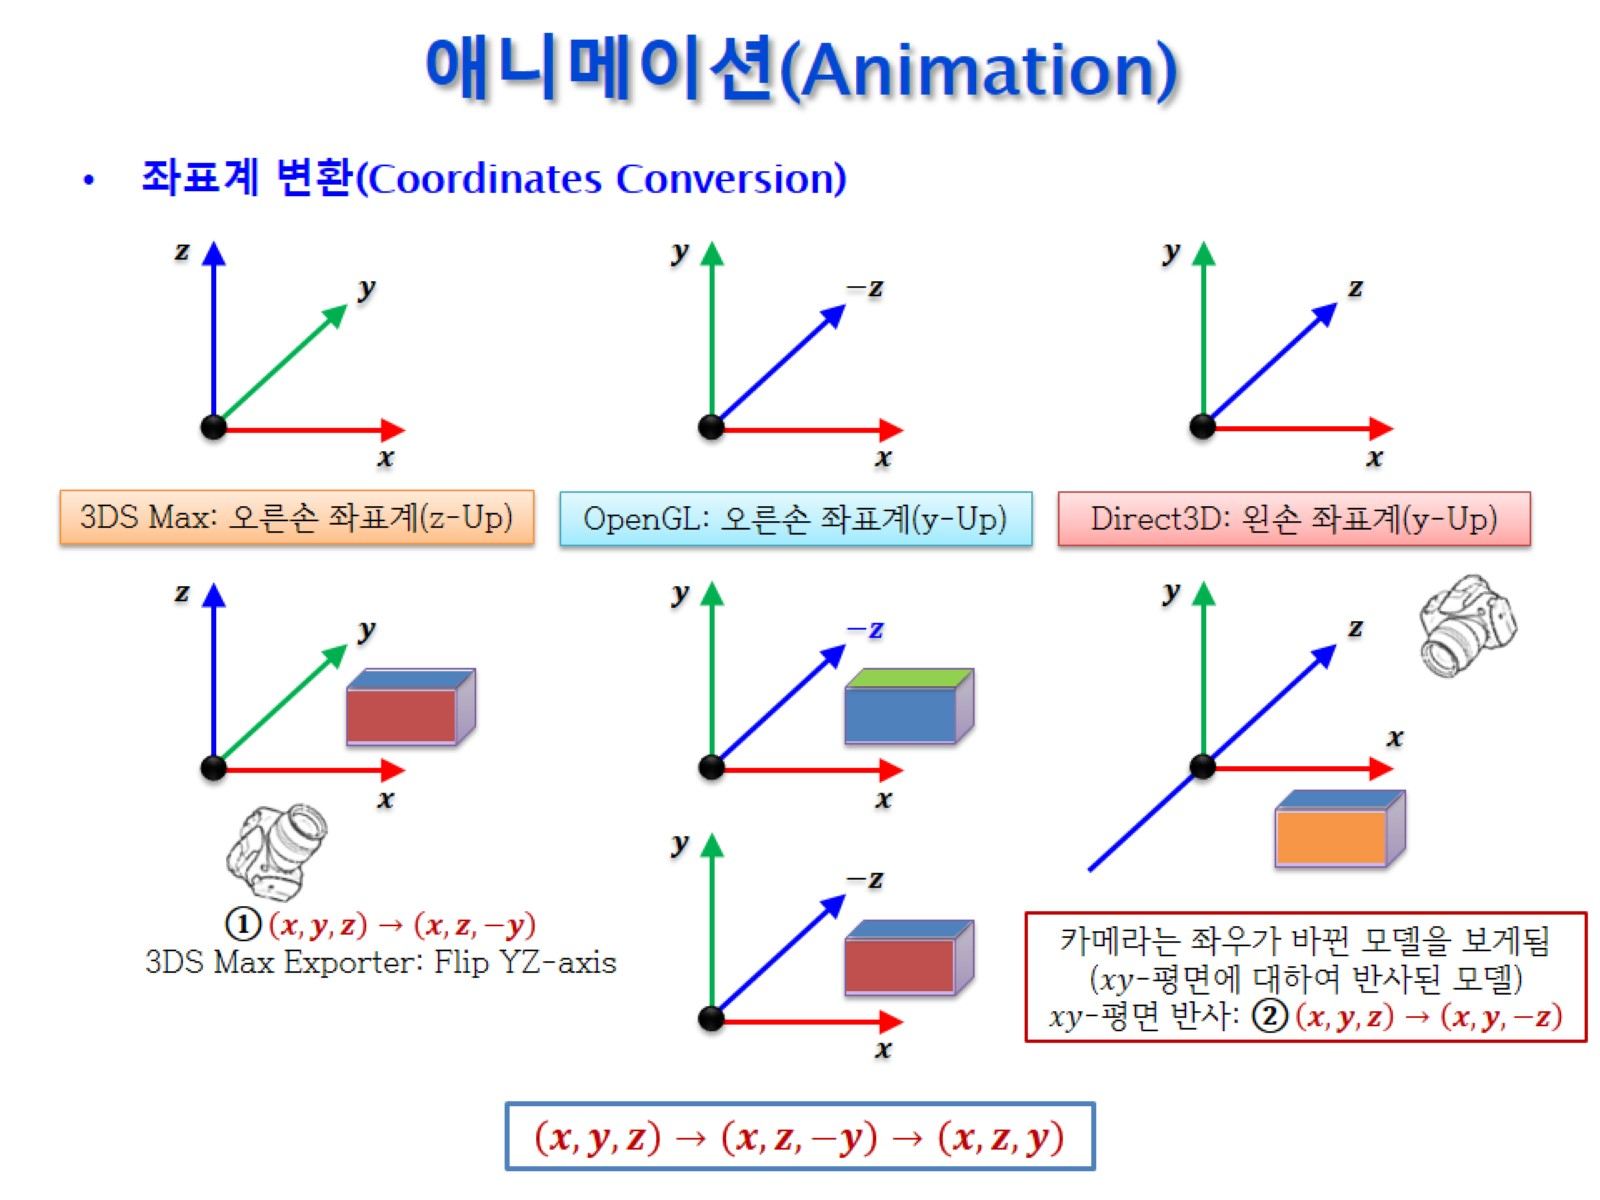 애니메이션(Animation)
• 좌표계 변환(Coordinates Conversion)
z
y
x
y
−z
x
y
z
x
3DS Max: 오른손 좌표계(z-Up)
OpenGL: 오른손 좌표계(y-Up)
Direct3D: 왼손 좌표계(y-Up)
z
y
x
y
−z
x
y
z
x
① (x, y, z) → (x, z, −y)
3DS Max Exporter: Flip YZ-axis
y
−z
x
카메라는 좌우가 바뀐 모델을 보게됨
(xy-평면에 대하여 반사된 모델)
xy-평면 반사: ② (x, y, z) → (x, y, −z)
(x, y, z) → (x, z, −y) → (x, z, y)